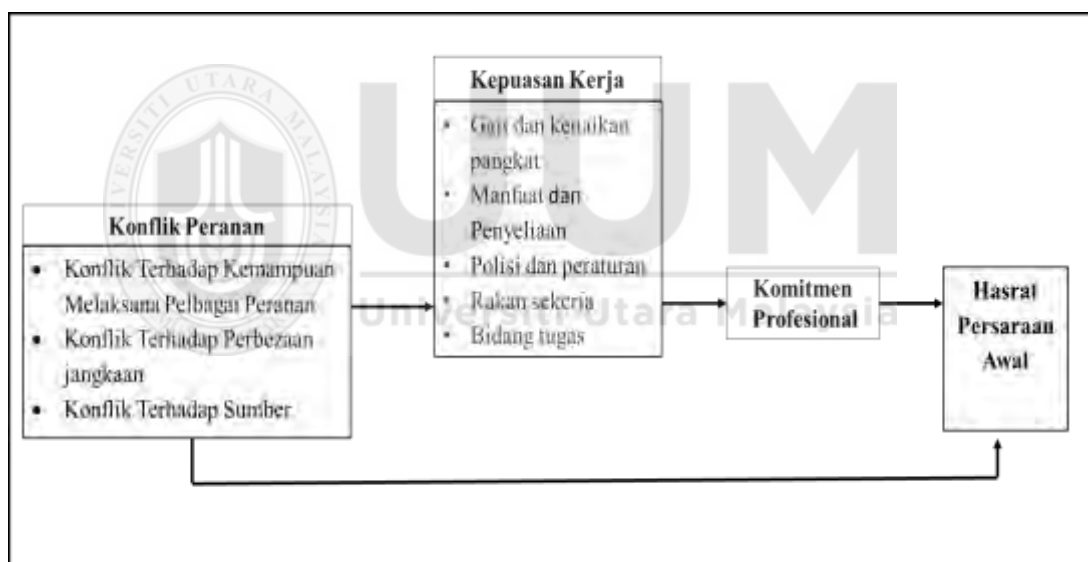 Konflik Peranan
• Konflik Terhadap Kemampuan
Melaksana Pelbagai Peranan
• Konflik Terhadap Perbezaan
jangkaan
• Konflik Terhadap Sumber
Kepuasan Kerja
• Gaji dan kenaikan
pangkat
• Manfaat dan
Penyeliaan
• Polisi dan peraturan
• Rakan sekerja
• Bidang tugas
Komitmen
Profesional
Hasrat
Persaraan
Awal
UNIVERSITI UTARA MALAYSIA
UUM
Universiti Utara Malaysia